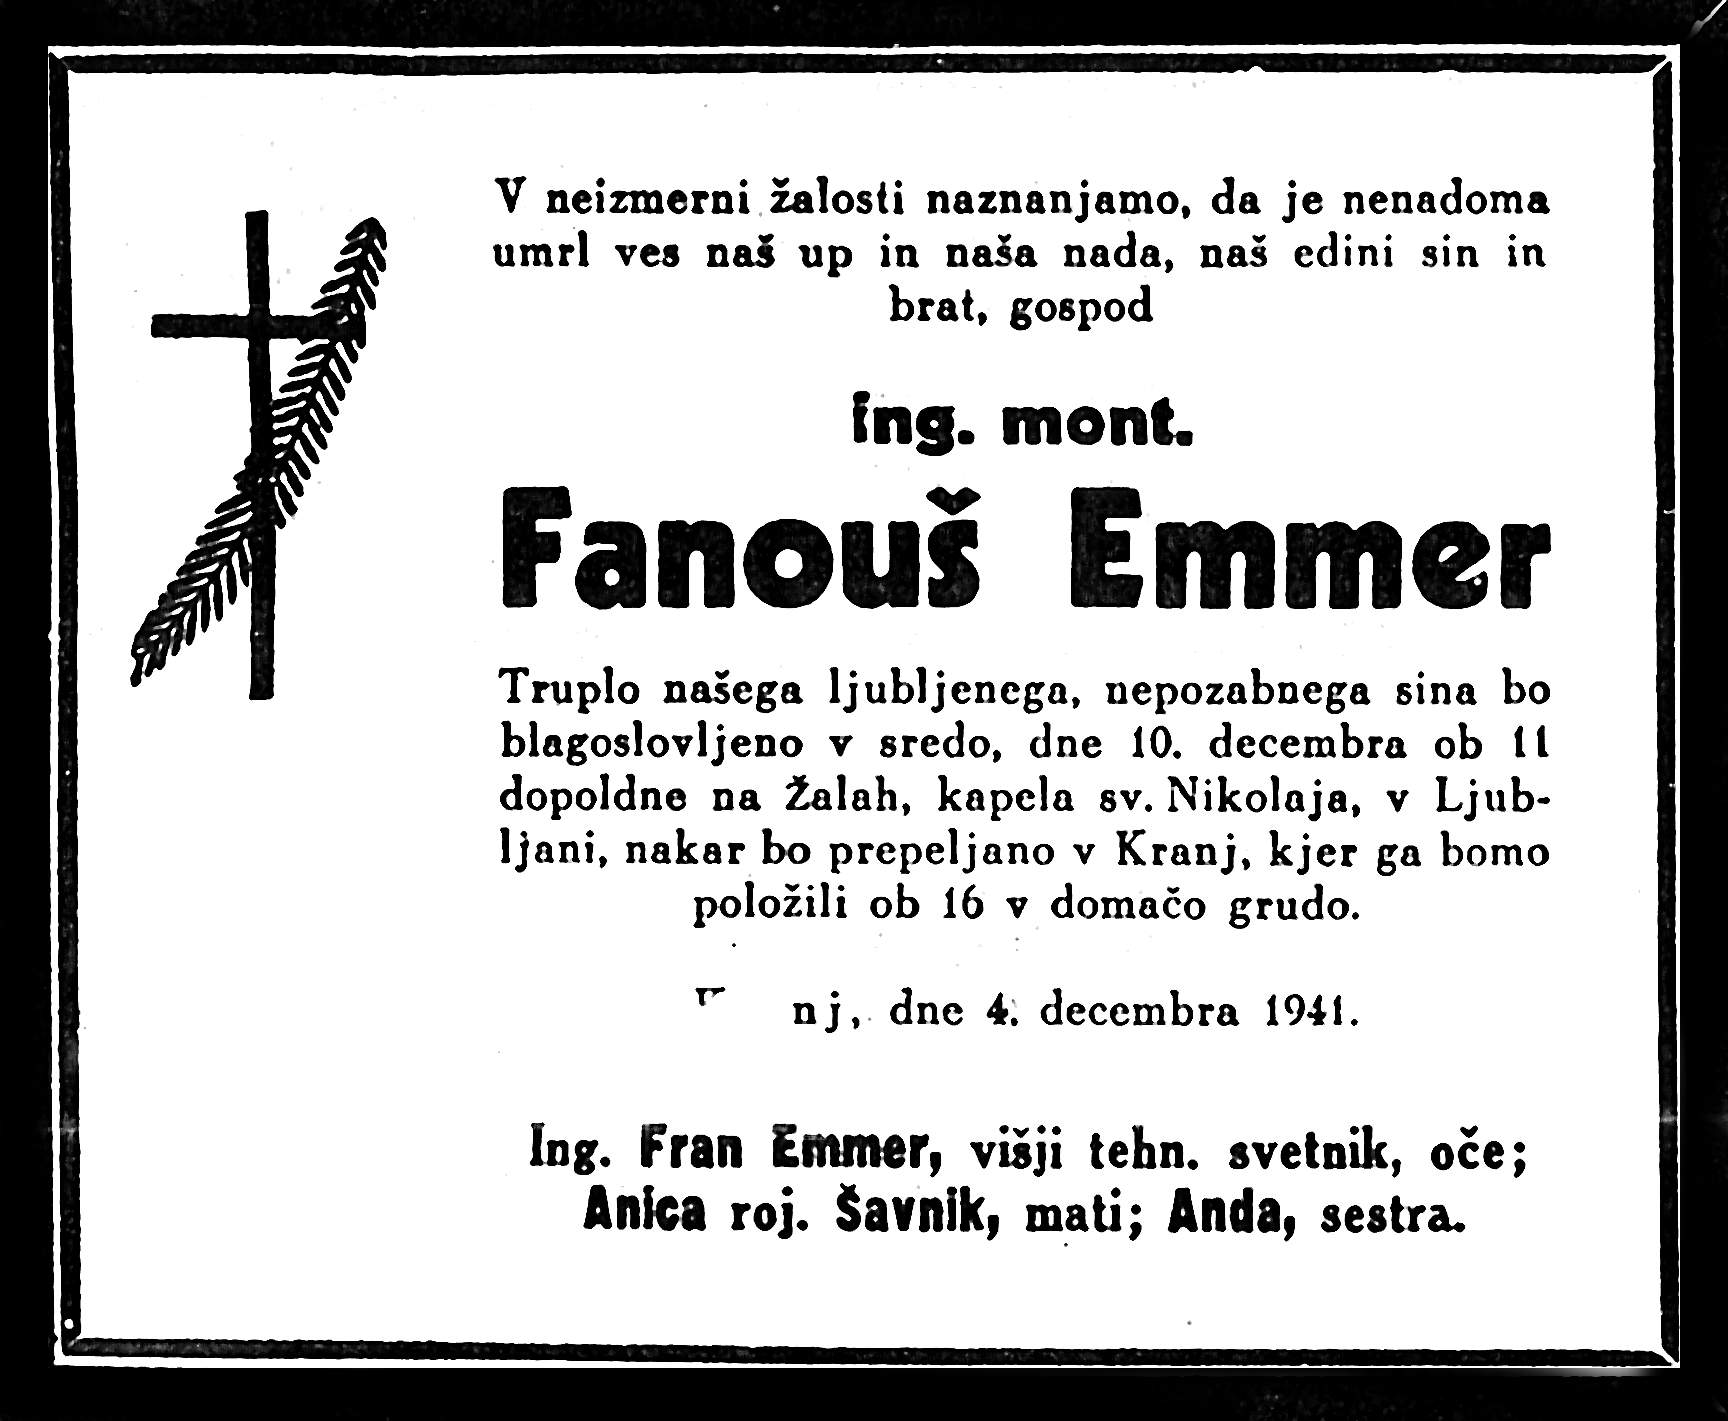 V neizmerni žalosti naznanjamo, da je nenadoma
umrl ves naš up in naša nada, naš edini sin in
brat, gospod
ing. mont.
Fanouš Emmer
Truplo našega ljubljenega, nepozabnega sina bo
blagoslovljeno v sredo, dne 10. decembra ob 11
dopoldne na Žalah, kapela sv. Nikolaja, v Ljub-
ljani, nakar bo prepeljano v Kranj, kjer ga bomo
položili ob 16 v domačo grudo.
nj, dne 4. decembra 1941.
Ing. Fran Emmer, višji tehn. svetnik, oče;
Anica roj. Šavnik, mati; Anda, sestra.